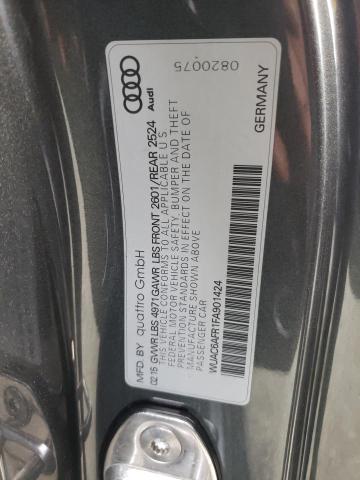 MFD. BY quattro GmbH
02 15 GVWR LBS 4971 GAWR LBS FRONT 2601/REAR 2524
THIS VEHICLE CONFORMS TO ALL APPLICABLE U S
FEDERAL MOTOR VEHICLE SAFETY, BUMPER AND THEFT
PREVENTION STANDARDS IN EFFECT ON THE DATE OF
MANUFACTURE SHOWN ABOVE
PASSENGER CAR
WUAC6AFR1FA901424
Audi
0820075
GERMANY